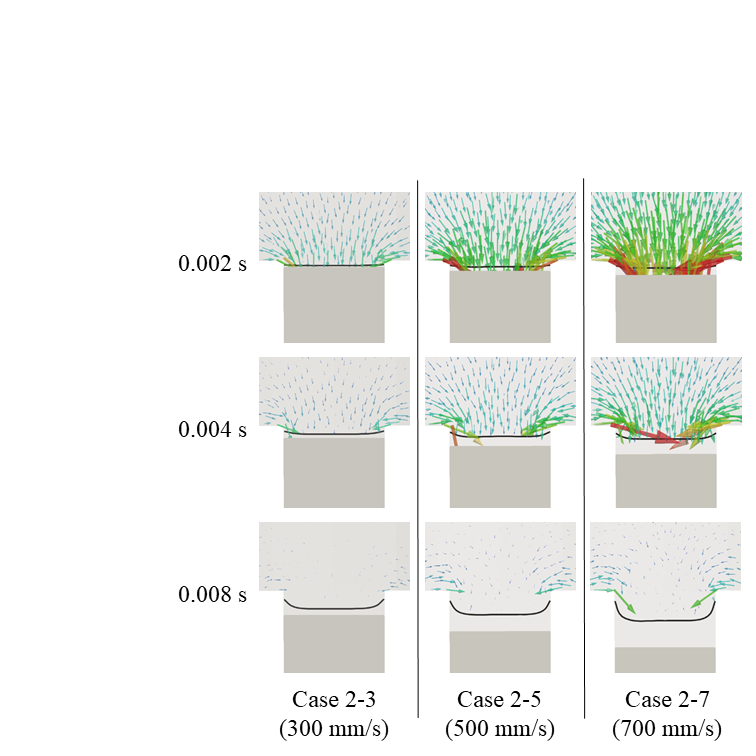 0.002 s
0.004 s
0.008 s
Case 2-3
(300 mm/s)
Case 2-5
(500 mm/s)
Case 2-7
(700 mm/s)